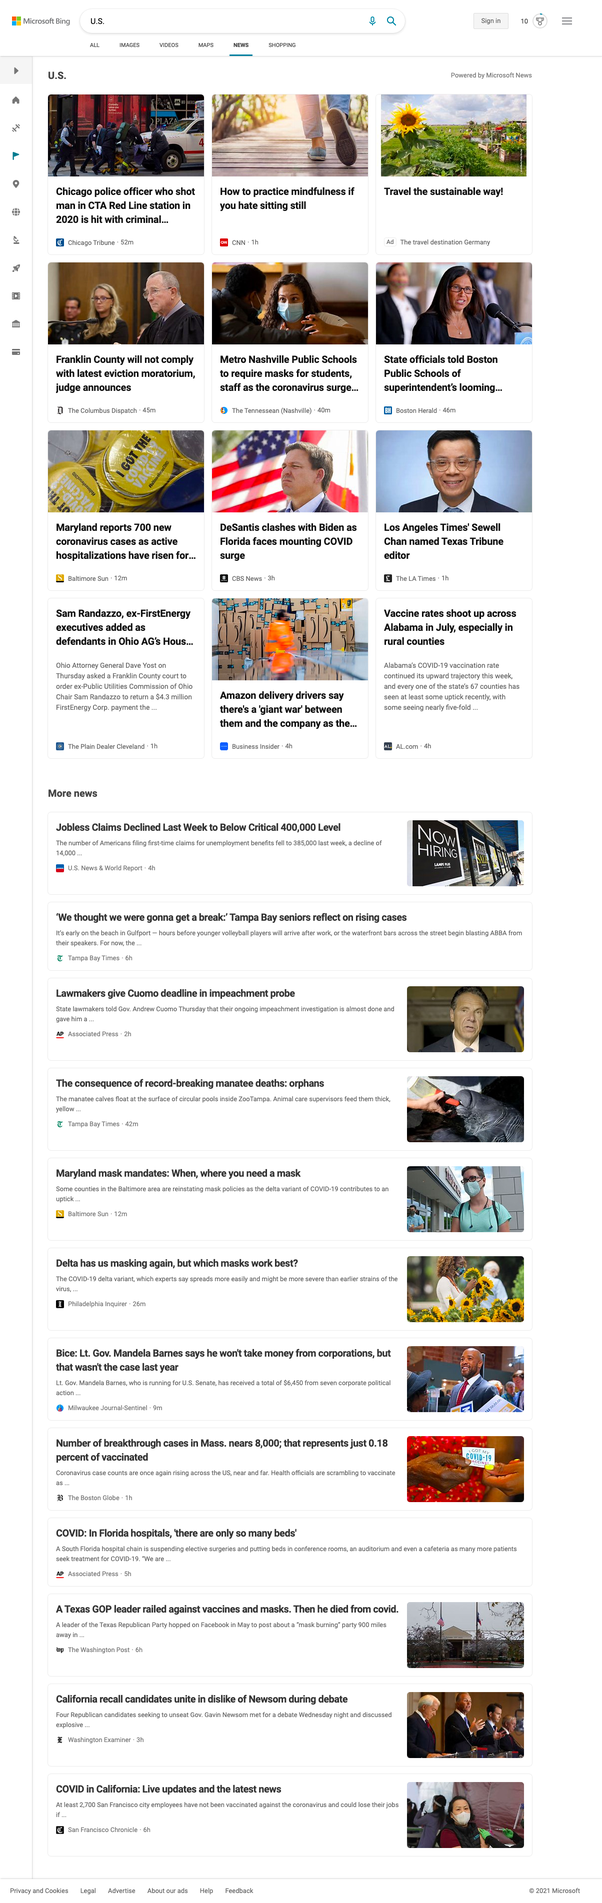 Microsoft Bing
U.S.
Sign in
10
ALL IMAGES VIDEOS MAPS NEWS SHOPPING
U.S.
Powered by Microsoft News
Chicago police officer who shot
man in CTA Red Line station in
2020 is hit with criminal...
Chicago Tribune · 52m
How to practice mindfulness if
you hate sitting still
CNN · 1h
Travel the sustainable way!
Ad The travel destination Germany
Franklin County will not comply
with latest eviction moratorium,
judge announces
The Columbus Dispatch · 45m
Metro Nashville Public Schools
to require masks for students,
staff as the coronavirus surge...
The Tennessean (Nashville) · 40m
State officials told Boston
Public Schools of
superintendent's looming...
Boston Herald · 46m
I GOT THE
Maryland reports 700 new
coronavirus cases as active
hospitalizations have risen for...
Baltimore Sun · 12m
DeSantis clashes with Biden as
Florida faces mounting COVID
surge
CBS News · 3h
Los Angeles Times' Sewell
Chan named Texas Tribune
editor
The LA Times · 1h
Sam Randazzo, ex-FirstEnergy
executives added as
defendants in Ohio AG's Hous...
Ohio Attorney General Dave Yost on
Thursday asked a Franklin County court to
order ex-Public Utilities Commission of Ohio
Chair Sam Randazzo to return a $4.3 million
FirstEnergy Corp. payment the ...
The Plain Dealer Cleveland · 1h
Amazon delivery drivers say
there's a 'giant war' between
them and the company as the...
Business Insider · 4h
Vaccine rates shoot up across
Alabama in July, especially in
rural counties
Alabama's COVID-19 vaccination rate
continued its upward trajectory this week,
and every one of the state's 67 counties has
seen at least some uptick recently, with
some seeing nearly five-fold ...
AL.com · 4h
More news
Jobless Claims Declined Last Week to Below Critical 400,000 Level
The number of Americans filing first-time claims for unemployment benefits fell to 385,000 last week, a decline of
14,000 ...
U.S. News & World Report · 4h
NOW
HIRING
'We thought we were gonna get a break:' Tampa Bay seniors reflect on rising cases
It's early on the beach in Gulfport — hours before younger volleyball players will arrive after work, or the waterfront bars across the street begin blasting ABBA from
their speakers. For now, the ...
Tampa Bay Times · 6h
Lawmakers give Cuomo deadline in impeachment probe
State lawmakers told Gov. Andrew Cuomo Thursday that their ongoing impeachment investigation is almost done and
gave him a ...
AP Associated Press · 2h
The consequence of record-breaking manatee deaths: orphans
The manatee calves float at the surface of circular pools inside ZooTampa. Animal care supervisors feed them thick,
yellow ...
Tampa Bay Times · 42m
Maryland mask mandates: When, where you need a mask
Some counties in the Baltimore area are reinstating mask policies as the delta variant of COVID-19 contributes to an
uptick ...
Baltimore Sun · 12m
Delta has us masking again, but which masks work best?
The COVID-19 delta variant, which experts say spreads more easily and might be more severe than earlier strains of the
virus, ...
Philadelphia Inquirer · 26m
Bice: Lt. Gov. Mandela Barnes says he won't take money from corporations, but
that wasn't the case last year
Lt. Gov. Mandela Barnes, who is running for U.S. Senate, has received a total of $6,450 from seven corporate political
action ...
Milwaukee Journal-Sentinel · 9m
Number of breakthrough cases in Mass. nears 8,000; that represents just 0.18
percent of vaccinated
Coronavirus case counts are once again rising across the US, near and far. Health officials are scrambling to vaccinate
as ...
The Boston Globe · 1h
COVID-19
COVID: In Florida hospitals, 'there are only so many beds'
A South Florida hospital chain is suspending elective surgeries and putting beds in conference rooms, an auditorium and even a cafeteria as many more patients
seek treatment for COVID-19. "We are ...
AP Associated Press · 5h
A Texas GOP leader railed against vaccines and masks. Then he died from covid.
A leader of the Texas Republican Party hopped on Facebook in May to post about a "mask burning" party 900 miles
away in ...
wp The Washington Post · 6h
California recall candidates unite in dislike of Newsom during debate
Four Republican candidates seeking to unseat Gov. Gavin Newsom met for a debate Wednesday night and discussed
explosive ...
Washington Examiner · 3h
COVID in California: Live updates and the latest news
At least 2,700 San Francisco city employees have not been vaccinated against the coronavirus and could lose their jobs
if ...
San Francisco Chronicle · 6h
Privacy and Cookies Legal Advertise About our ads Help Feedback © 2021 Microsoft